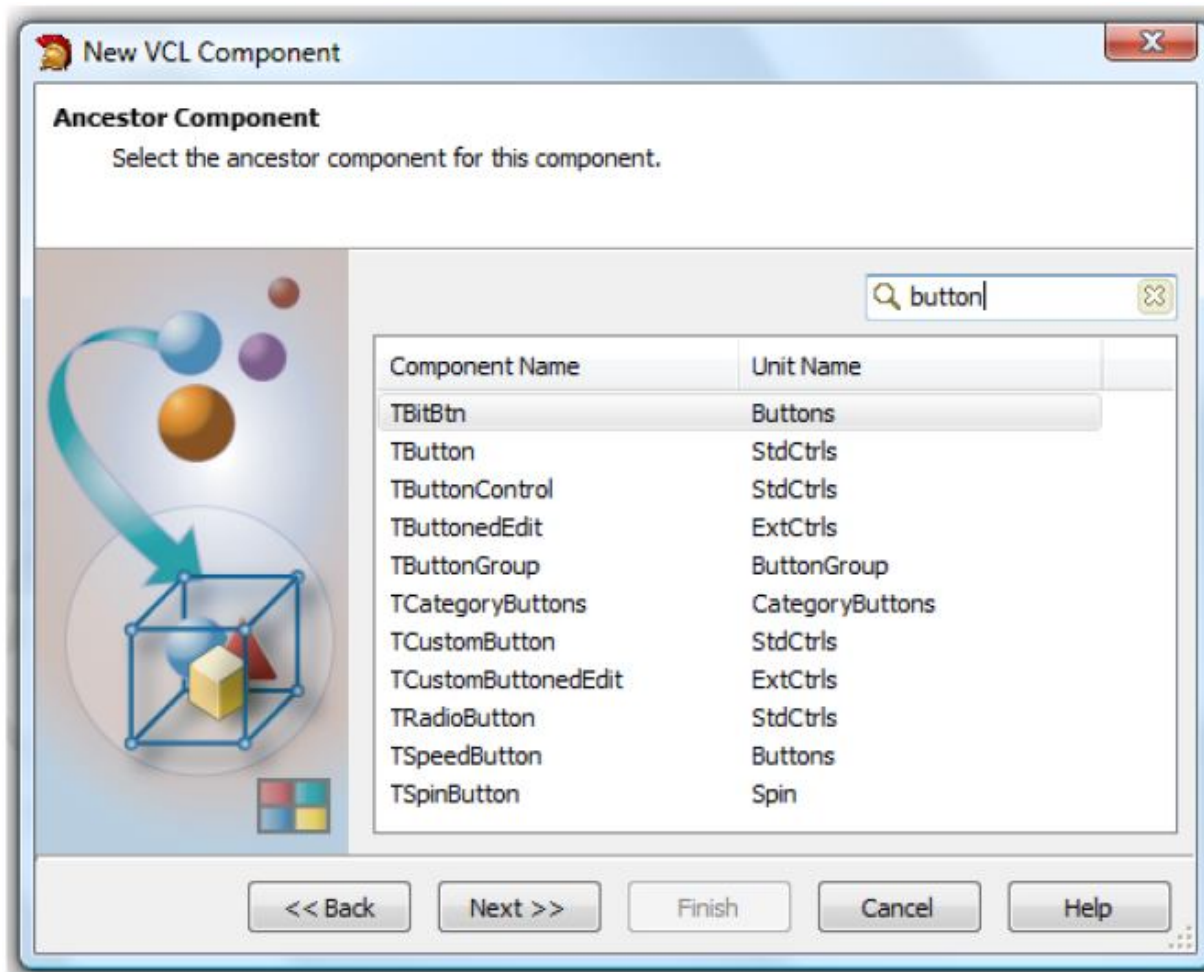 New VCL Component
Ancestor Component
Select the ancestor component for this component.
button
Component Name Unit Name
TBitBtn Buttons
TButton StdCtrls
TButtonControl StdCtrls
TButtonedEdit ExtCtrls
TButtonGroup ButtonGroup
TCategoryButtons CategoryButtons
TCustomButton StdCtrls
TCustomButtonedEdit ExtCtrls
TRadioButton StdCtrls
TSpeedButton Buttons
TSpinButton Spin
<< Back Next >> Finish Cancel Help